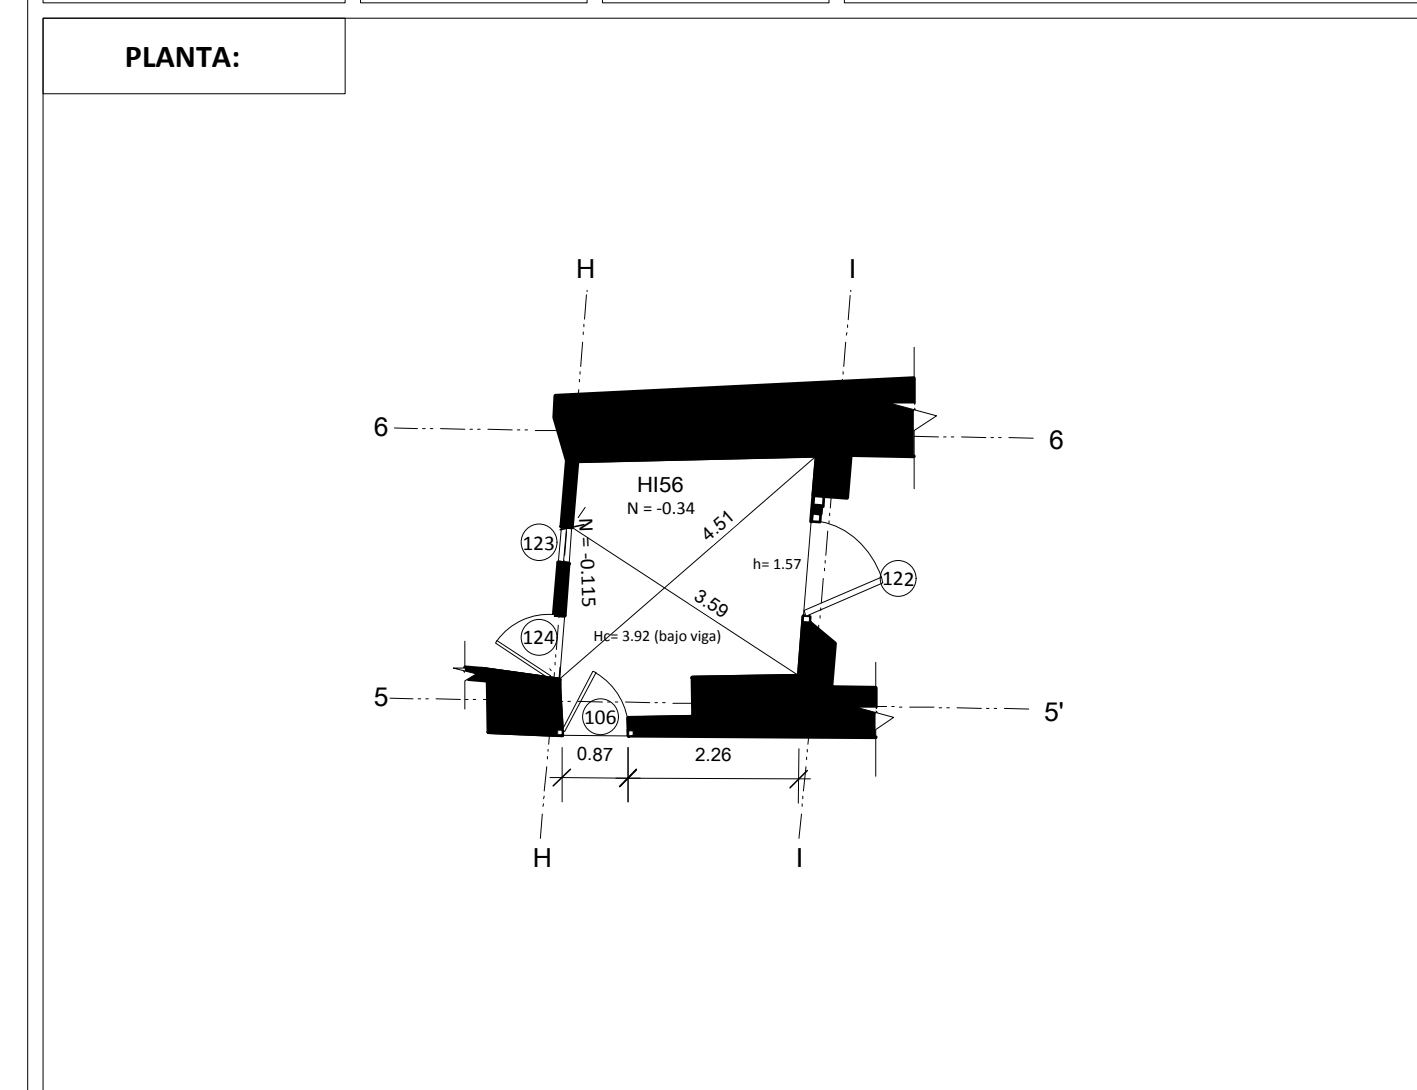 PLANTA:
H
I
6
6
HI56
N = -0.34
4.51
123
N = -0.115
h= 1.57
122
3.59
124
Hc= 3.92 (bajo viga)
5
106
5'
0.87
2.26
H
I